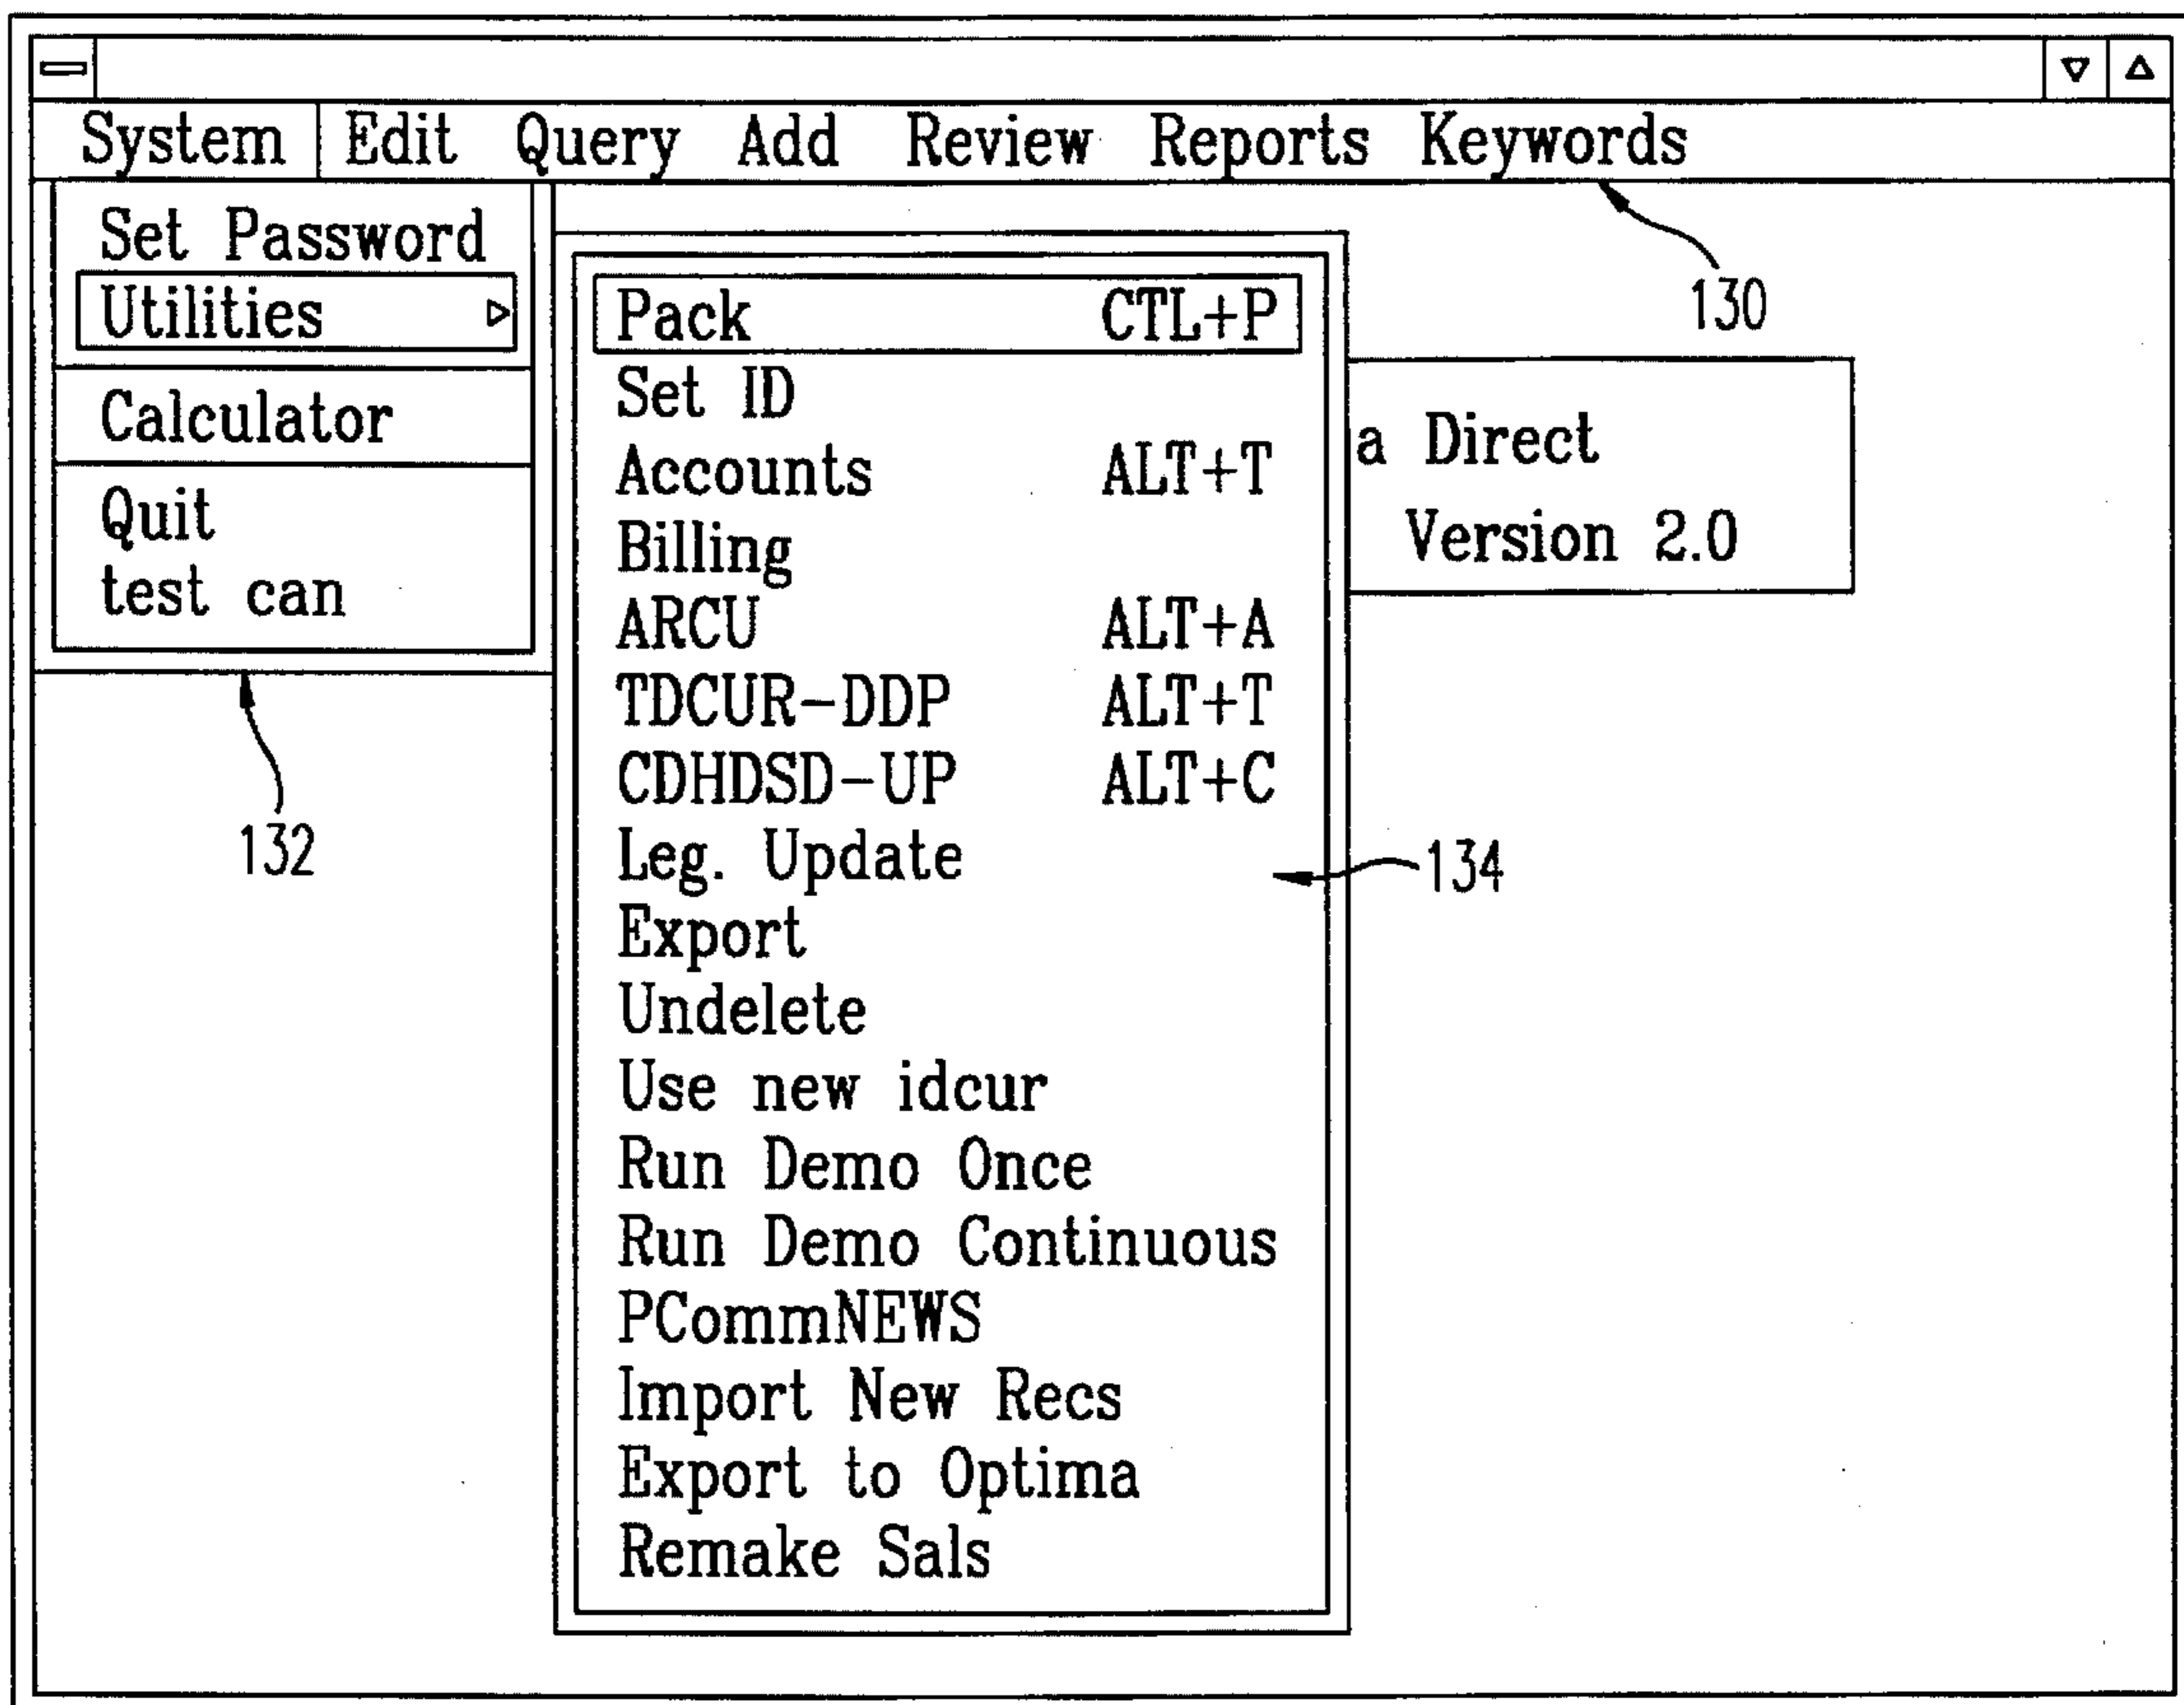 System Edit Query Add Review Reports Keywords
130
Set Password
Utilities
Calculator
Quit
test can
132
Pack CTL+P
Set ID
Accounts ALT+T
Billing
ARCU ALT+A
TDCUR-DDP ALT+T
CDHDSD-UP ALT+C
Leg. Update
Export
Undelete
Use new idcur
Run Demo Once
Run Demo Continuous
PCommNEWS
Import New Recs
Export to Optima
Remake Sals
134
a Direct
Version 2.0